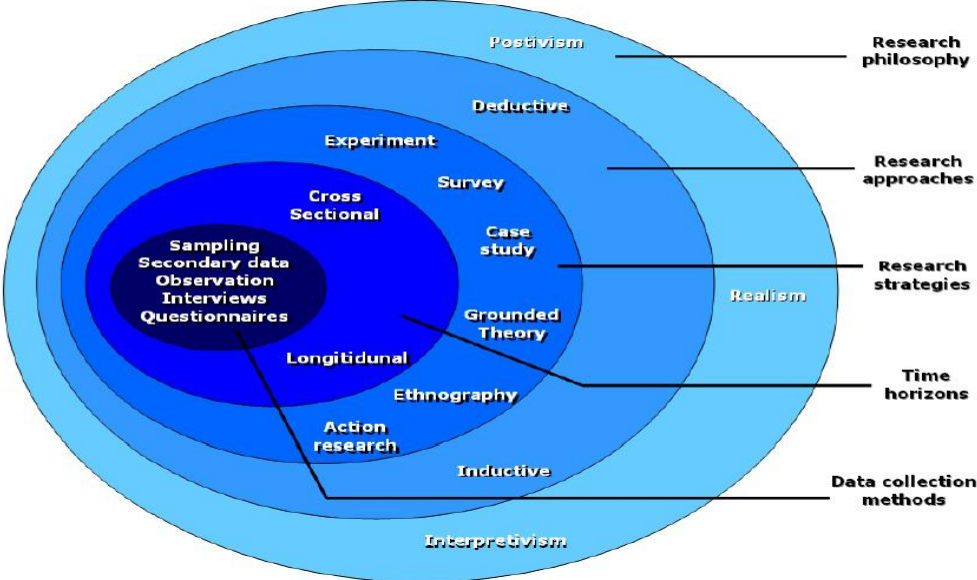 Postivism
Deductive
Experiment
Survey
Cross
Sectional
Case
study
Sampling
Secondary data
Observation
Interviews
Questionnaires
Realism
Grounded
Theory
Longitidunal
Ethnography
Action
research
Inductive
Interpretivism
Research
philosophy
Research
approaches
Research
strategies
Time
horizons
Data collection
methods